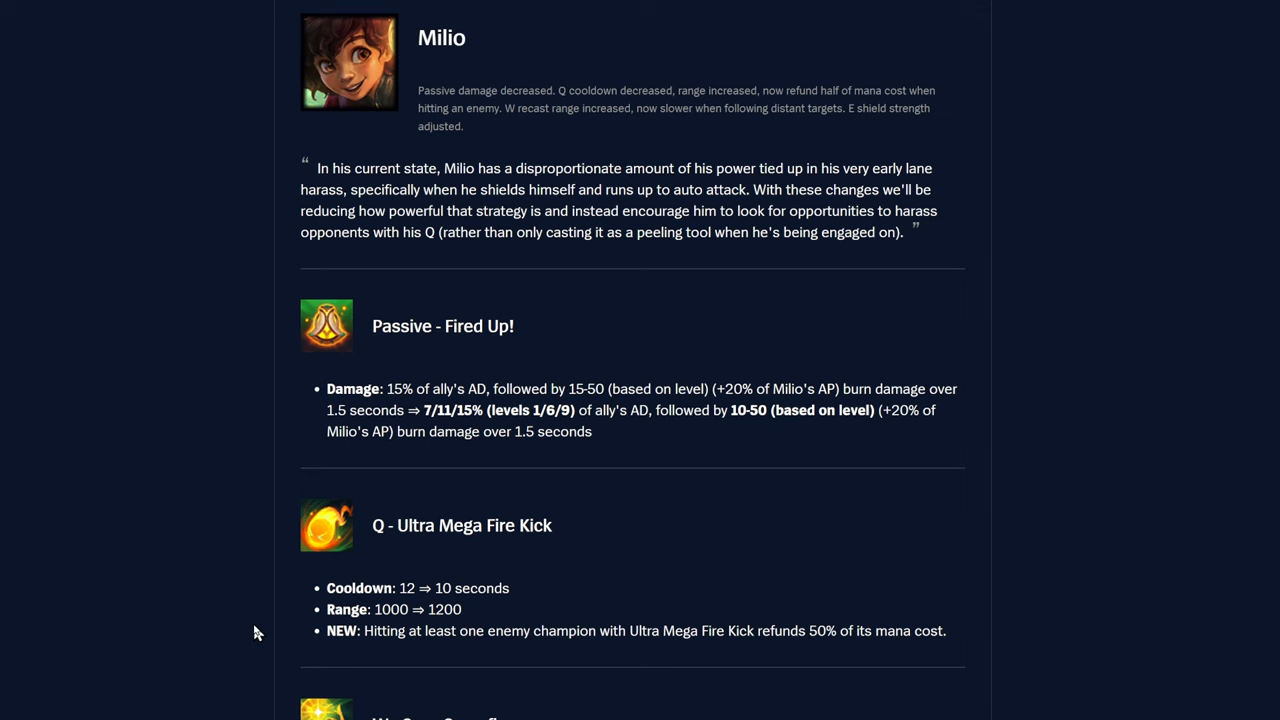 Milio
Passive damage decreased. Q cooldown decreased, range increased, now refund half of mana cost when
hitting an enemy. W recast range increased, now slower when following distant targets. E shield strength
adjusted.
“ In his current state, Milio has a disproportionate amount of his power tied up in his very early lane
harass, specifically when he shields himself and runs up to auto attack. With these changes we'll be
reducing how powerful that strategy is and instead encourage him to look for opportunities to harass
opponents with his Q (rather than only casting it as a peeling tool when he's being engaged on). ”
Passive - Fired Up!
• Damage: 15% of ally's AD, followed by 15-50 (based on level) (+20% of Milio's AP) burn damage over
1.5 seconds ⇒ 7/11/15% (levels 1/6/9) of ally's AD, followed by 10-50 (based on level) (+20% of
Milio's AP) burn damage over 1.5 seconds
Q - Ultra Mega Fire Kick
• Cooldown: 12 ⇒ 10 seconds
• Range: 1000 ⇒ 1200
• NEW: Hitting at least one enemy champion with Ultra Mega Fire Kick refunds 50% of its mana cost.